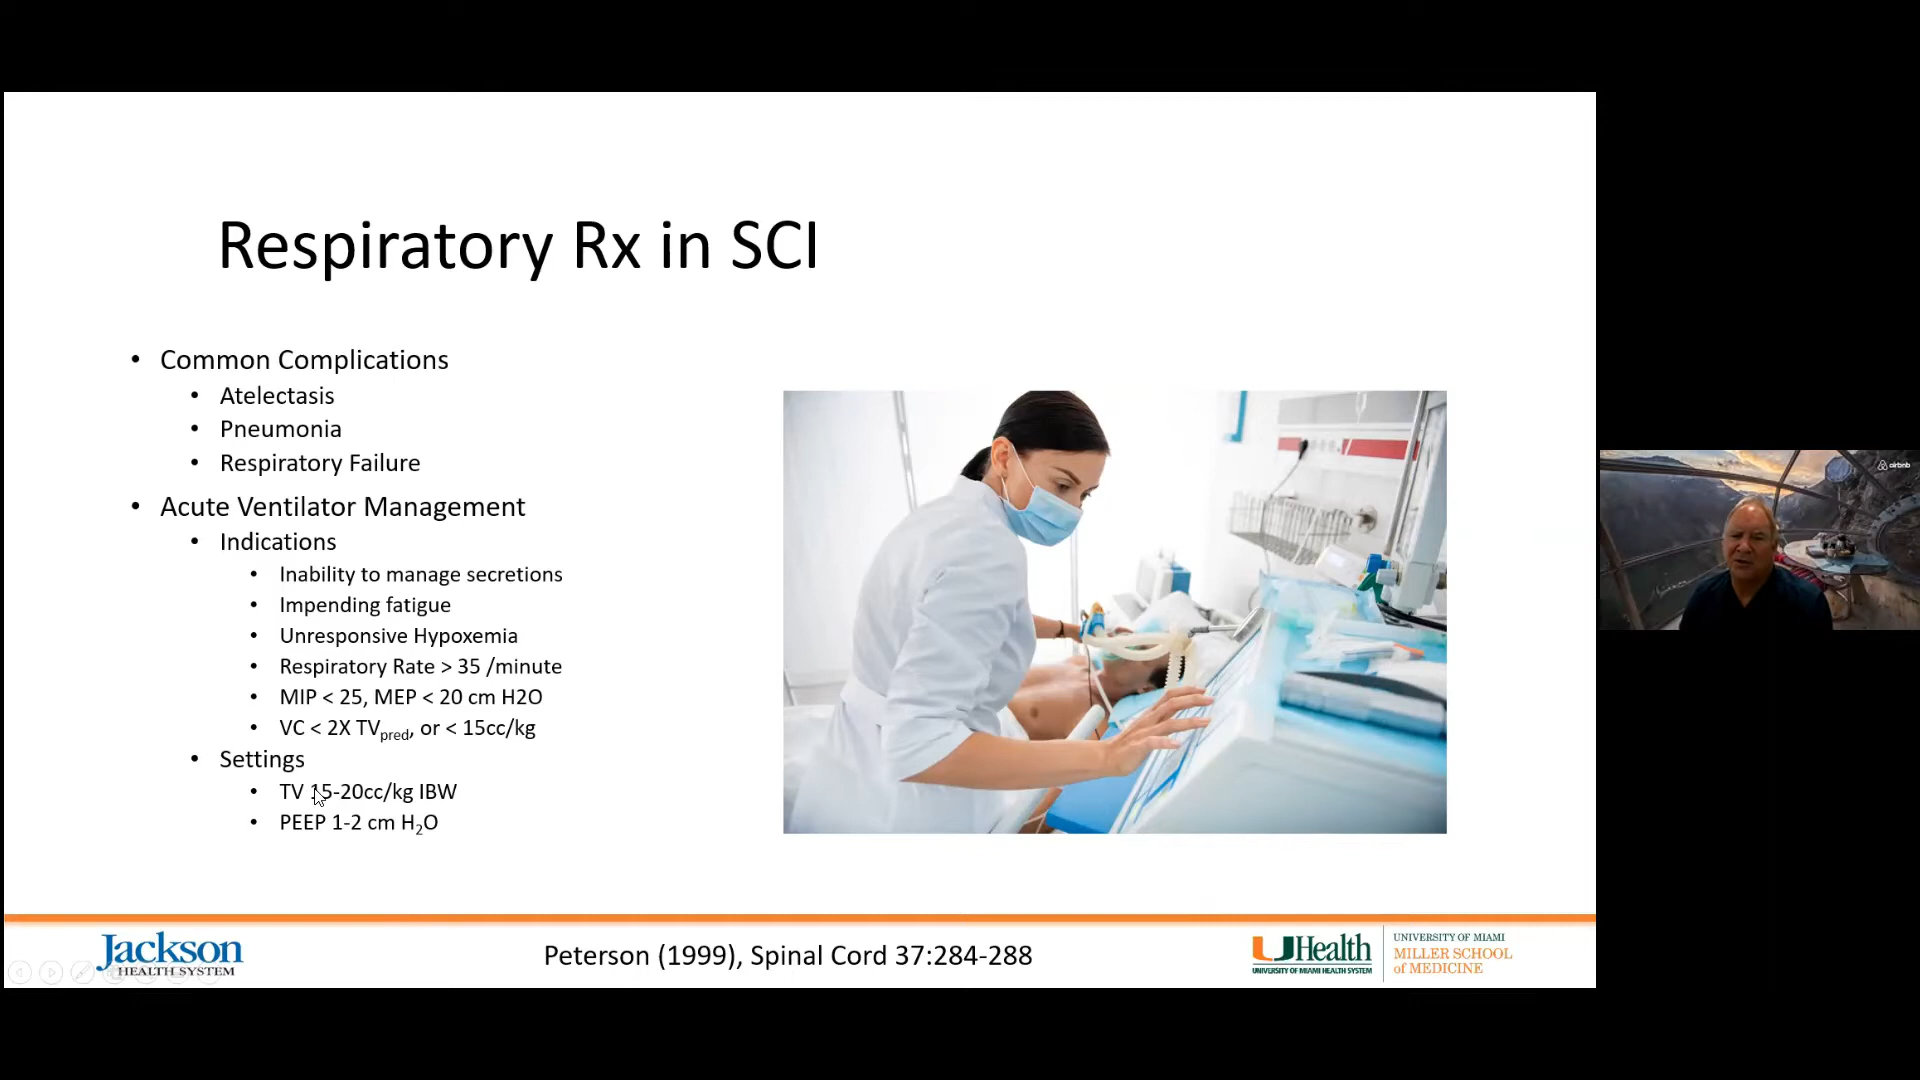 Respiratory Rx in SCI
• Common Complications
• Atelectasis
• Pneumonia
• Respiratory Failure
• Acute Ventilator Management
• Indications
• Inability to manage secretions
• Impending fatigue
• Unresponsive Hypoxemia
• Respiratory Rate > 35 /minute
• MIP < 25, MEP < 20 cm H2O
• VC < 2X TVpred, or < 15cc/kg
• Settings
• TV 15-20cc/kg IBW
• PEEP 1-2 cm H₂O
airbnb
Jackson
HEALTH SYSTEM
Peterson (1999), Spinal Cord 37:284-288
UHealth
UNIVERSITY OF MIAMI HEALTH SYSTEM
UNIVERSITY OF MIAMI
MILLER SCHOOL
of MEDICINE